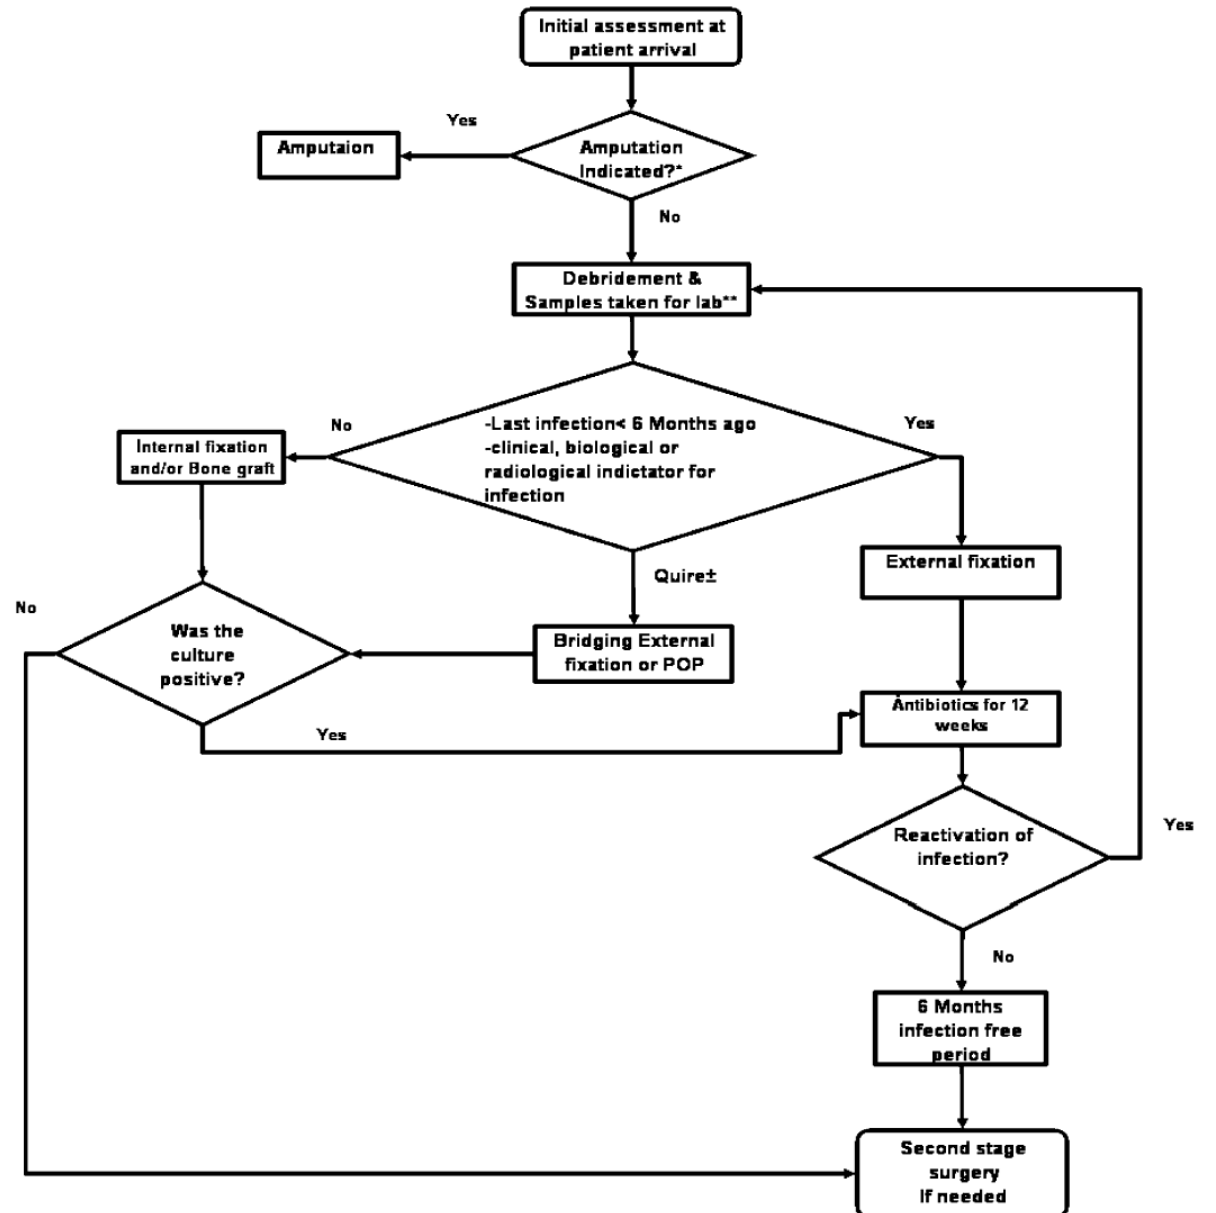 Initial assessment at
patient arrival
Yes
Amputaion
Amputation
Indicated?*
No
Debridement &
Samples taken for lab**
No
-Last infection< 6 Months ago
-clinical, biological or
radiological indictator for
infection
Yes
Internal fixation
and/or Bone graft
External fixation
Quire±
No
Was the
culture
positive?
Bridging External
fixation or POP
Antibiotics for 12
weeks
Yes
Reactivation of
infection?
Yes
No
6 Months
infection free
period
Second stage
surgery
If needed